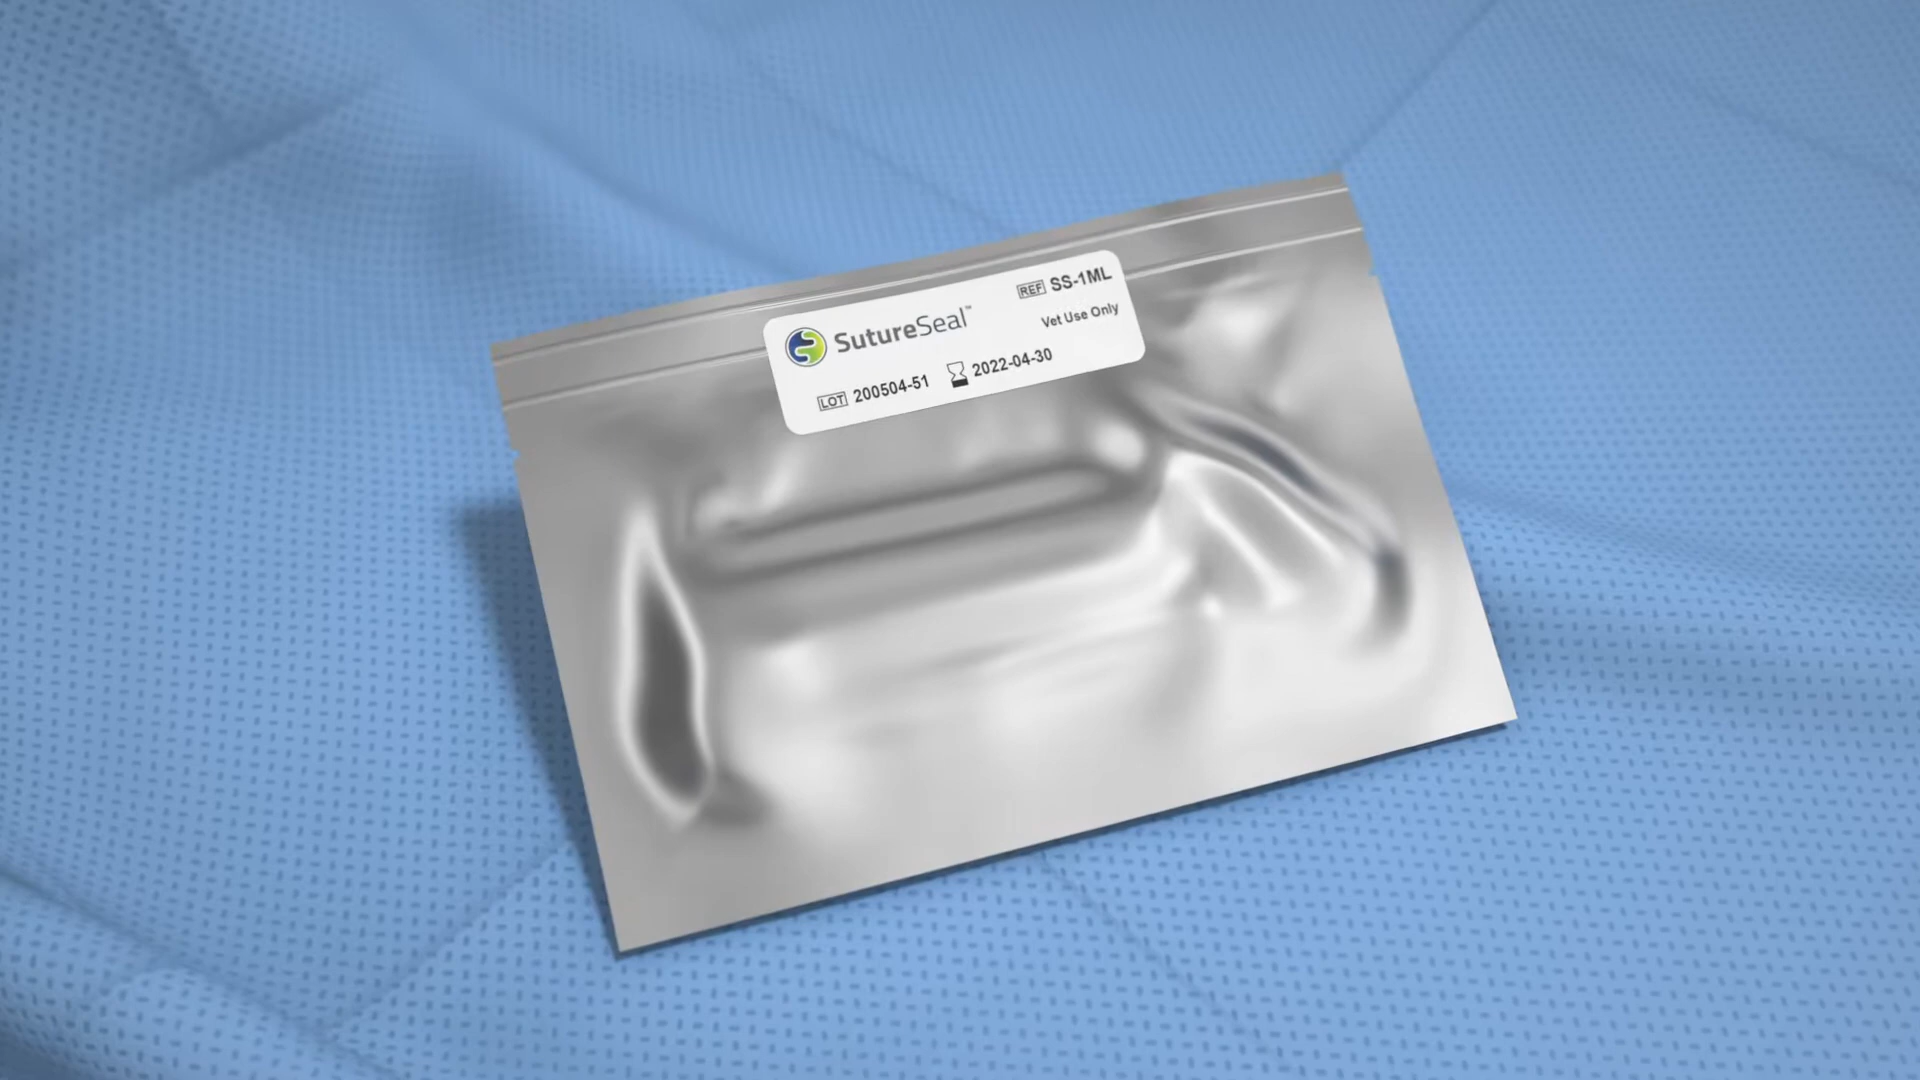 SutureSeal™
REF SS-1ML
Vet Use Only
LOT 200504-51
2022-04-30